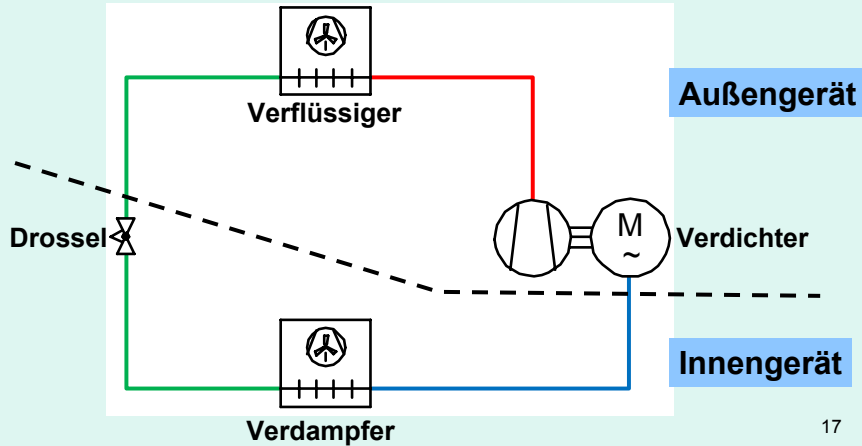 Verflüssiger
Außengerät
Drossel
M
~
Verdichter
Innengerät
Verdampfer
17